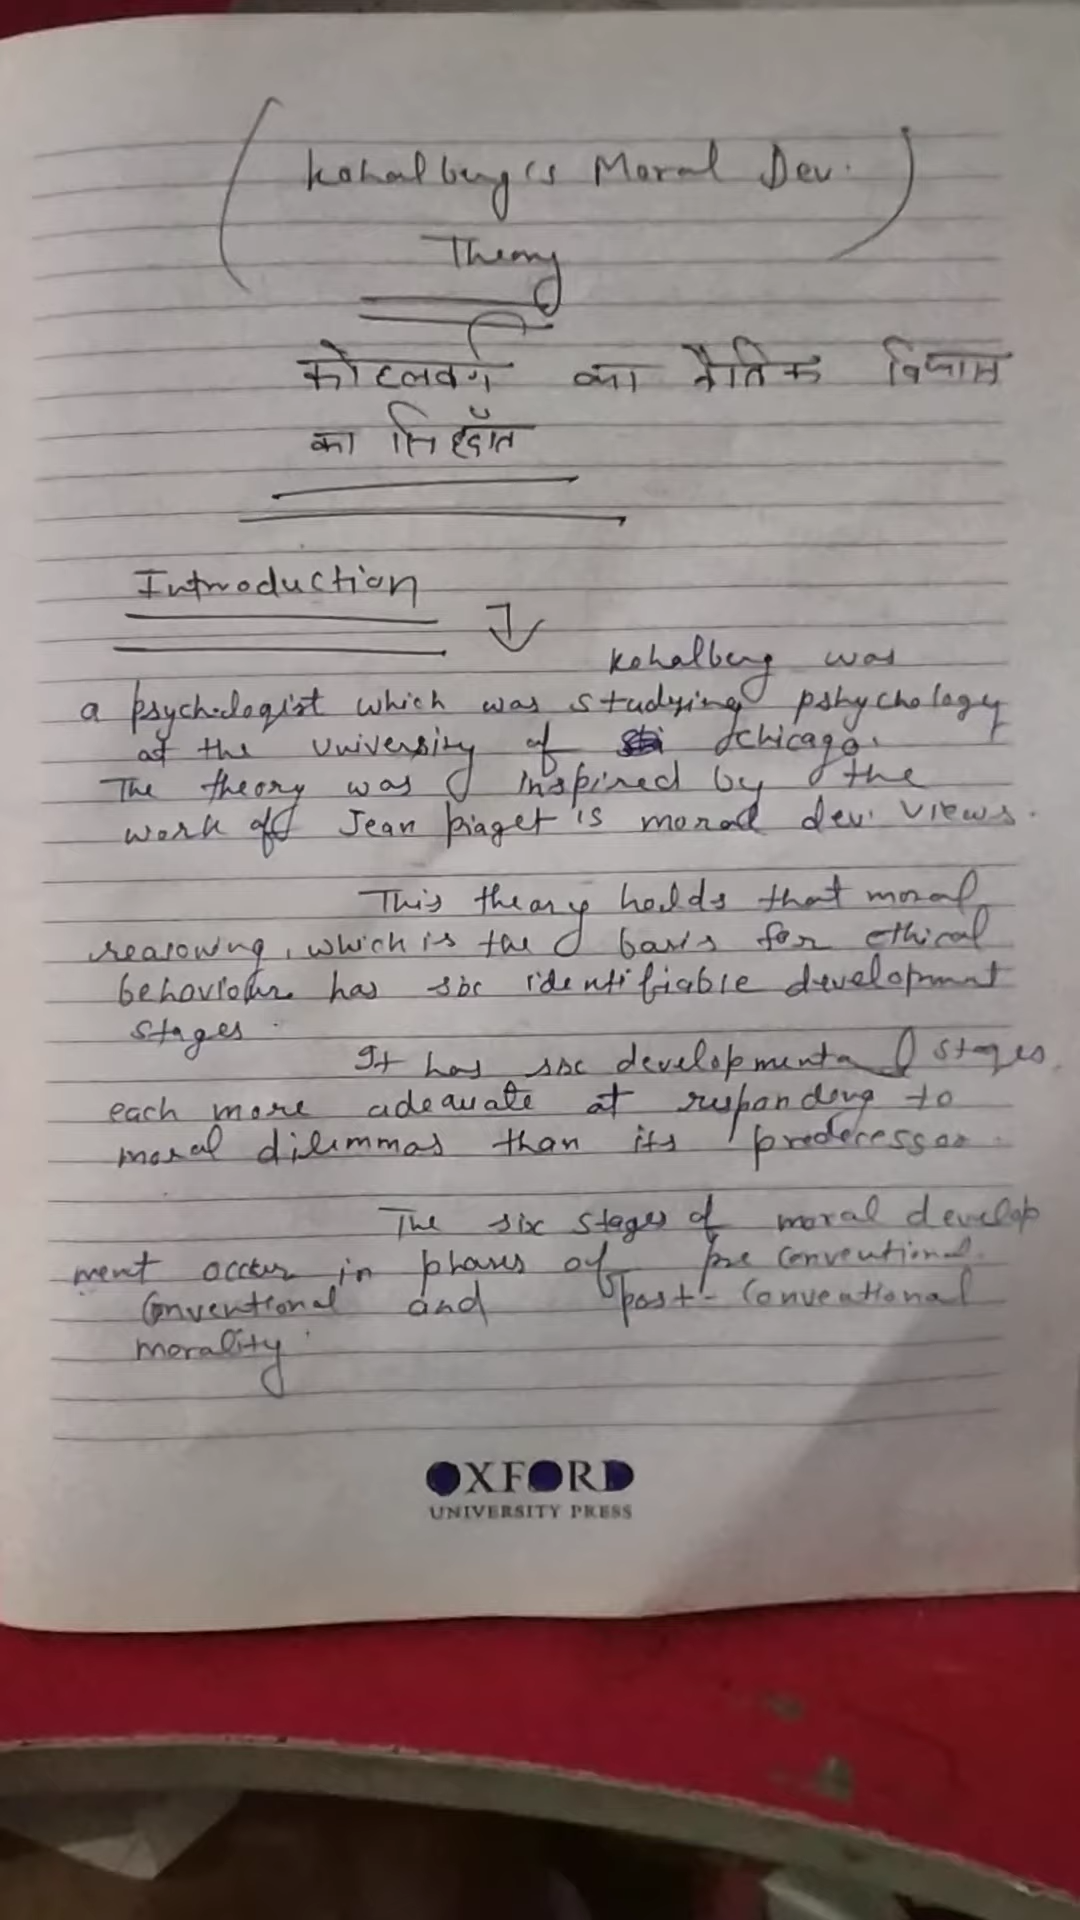 (Kohalberg's Moral Dev.)
Theory
कोहलबर्ग का नैतिक विकास
का सिद्धाँत
Introduction
Kohalberg was
a psychologist which was studying pshychology
at the university of chicago.
The theory was inspired by the
work of Jean piaget is moral dev. views.
This theory holds that moral
reasoning, which is the basis for ethical
behaviour has six identifiable development
stages.
It has six developmental stages,
each more adequate at responding to
moral dilemmas than its predecessor.
The six stages of moral develop
ment occur in phases of pre conventional.
Conventional and post-Conventional
morality.
OXFORD
UNIVERSITY PRESS